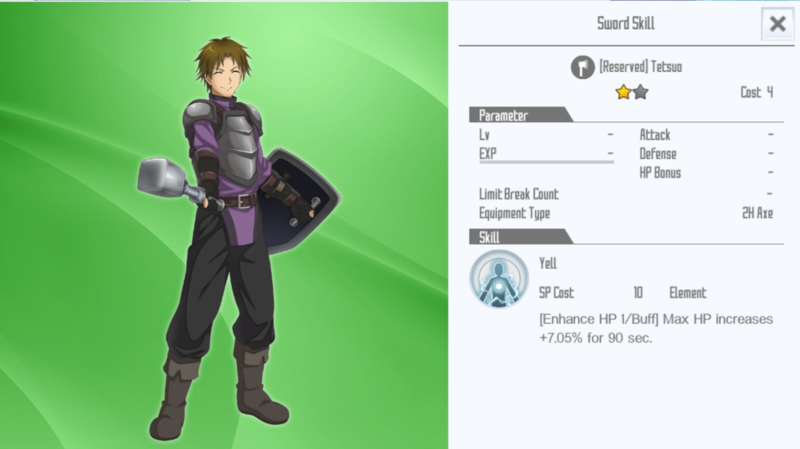 Sword Skill
[Reserved] Tetsuo
Cost 4
Parameter
Lv - Attack -
EXP - Defense -
HP Bonus -
Limit Break Count -
Equipment Type 2H Axe
Skill
Yell
SP Cost 10 Element
[Enhance HP 1/Buff] Max HP increases
+7.05% for 90 sec.